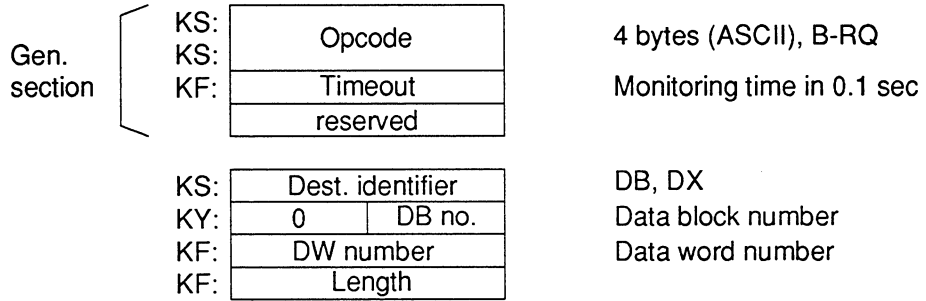 KS: Opcode 4 bytes (ASCII), B-RQ
KS:
Gen. section
KF: Timeout Monitoring time in 0.1 sec
reserved
KS: Dest. identifier DB, DX
KY: 0 DB no. Data block number
KF: DW number Data word number
KF: Length